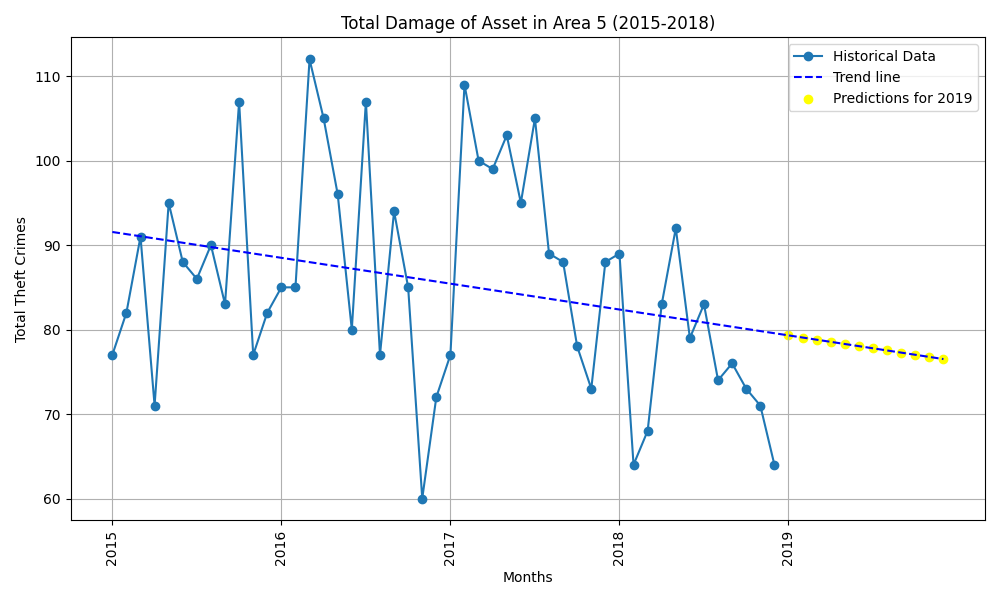 Total Damage of Asset in Area 5 (2015-2018)
Historical Data
Trend line
Predictions for 2019
Total Theft Crimes
110
100
90
80
70
60
2015
2016
2017
2018
2019
Months